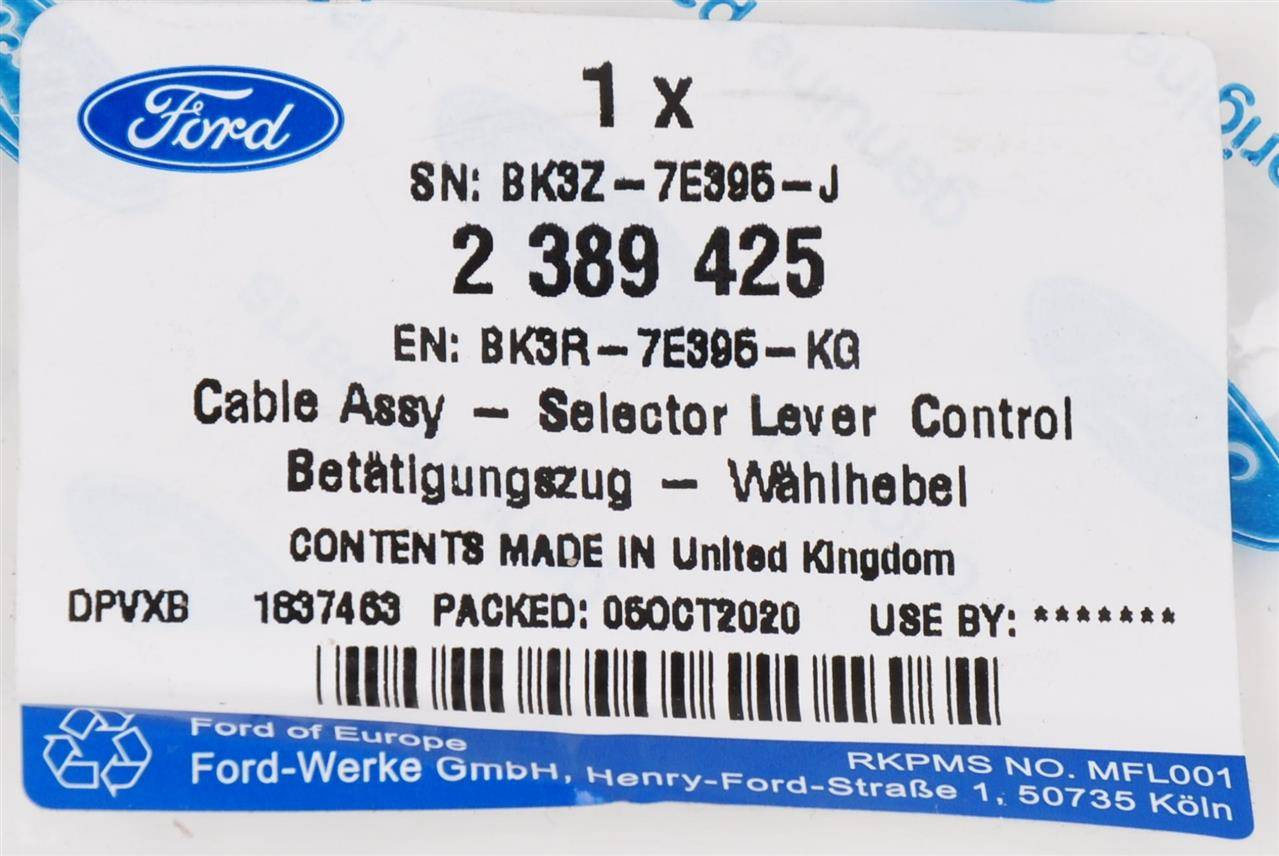 Ford
1 x
SN: BK3Z-7E395-J
2 389 425
EN: BK3R-7E395-KG
Cable Assy - Selector Lever Control
Betätigungszug - Wählhebel
CONTENTS MADE IN United Kingdom
DPVXB 1837463 PACKED: 05OCT2020 USE BY: *******
Ford of Europe
RKPMS NO. MFL001
Ford-Werke GmbH, Henry-Ford-Straße 1, 50735 Köln